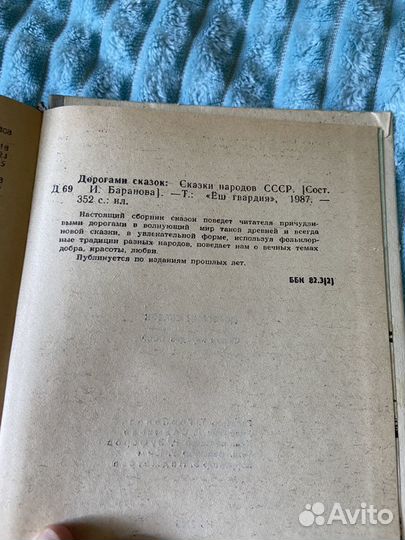 Дорогами сказок: Сказки народов СССР. [Сост.
Д 69 И. Баранова]. —Т.: «Ёш гвардия», 1987. —
352 с.: ил.
Настоящий сборник сказок поведет читателя причудли-
выми дорогами в волнующий мир такой древней и всегда
новой сказки, в увлекательной форме, используя фольклор-
ные традиции разных народов, поведает нам о вечных темах
добра, красоты, любви.
Публикуется по изданиям прошлых лет.
ББК 82.3(2)
Avito